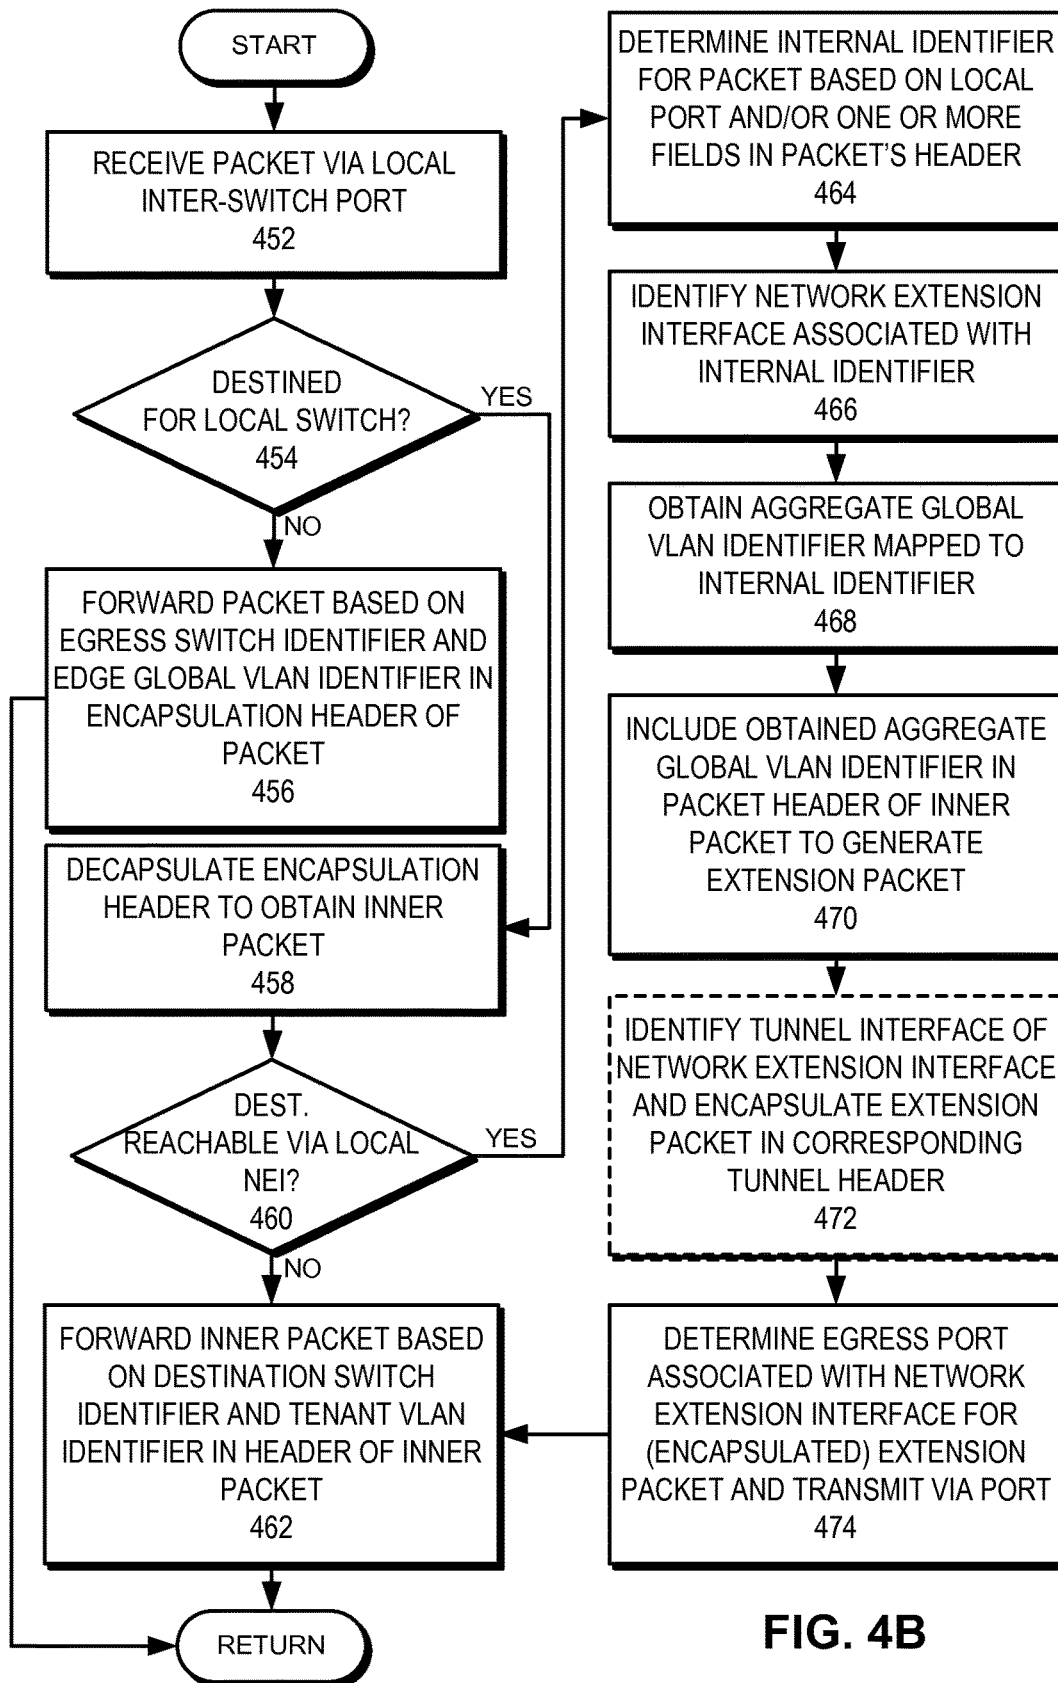 START
RECEIVE PACKET VIA LOCAL
INTER-SWITCH PORT
452
DESTINED
FOR LOCAL SWITCH?
454
YES
NO
FORWARD PACKET BASED ON
EGRESS SWITCH IDENTIFIER AND
EDGE GLOBAL VLAN IDENTIFIER IN
ENCAPSULATION HEADER OF
PACKET
456
DECAPSULATE ENCAPSULATION
HEADER TO OBTAIN INNER
PACKET
458
DEST.
REACHABLE VIA LOCAL
NEI?
460
YES
NO
FORWARD INNER PACKET BASED
ON DESTINATION SWITCH
IDENTIFIER AND TENANT VLAN
IDENTIFIER IN HEADER OF INNER
PACKET
462
RETURN
DETERMINE INTERNAL IDENTIFIER
FOR PACKET BASED ON LOCAL
PORT AND/OR ONE OR MORE
FIELDS IN PACKET'S HEADER
464
IDENTIFY NETWORK EXTENSION
INTERFACE ASSOCIATED WITH
INTERNAL IDENTIFIER
466
OBTAIN AGGREGATE GLOBAL
VLAN IDENTIFIER MAPPED TO
INTERNAL IDENTIFIER
468
INCLUDE OBTAINED AGGREGATE
GLOBAL VLAN IDENTIFIER IN
PACKET HEADER OF INNER
PACKET TO GENERATE
EXTENSION PACKET
470
IDENTIFY TUNNEL INTERFACE OF
NETWORK EXTENSION INTERFACE
AND ENCAPSULATE EXTENSION
PACKET IN CORRESPONDING
TUNNEL HEADER
472
DETERMINE EGRESS PORT
ASSOCIATED WITH NETWORK
EXTENSION INTERFACE FOR
(ENCAPSULATED) EXTENSION
PACKET AND TRANSMIT VIA PORT
474
FIG. 4B